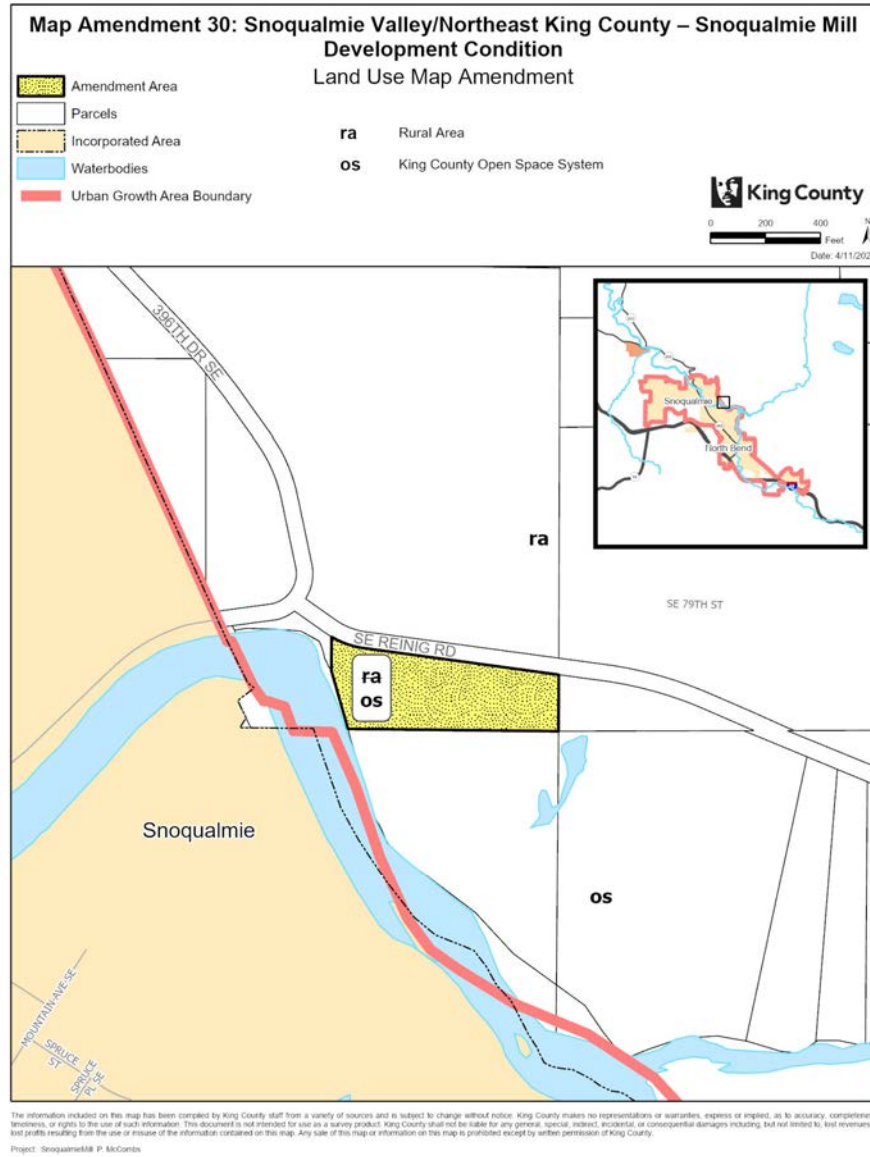 Map Amendment 30: Snoqualmie Valley/Northeast King County – Snoqualmie Mill
Development Condition
Land Use Map Amendment
Amendment Area
Parcels
Incorporated Area
Waterbodies
Urban Growth Area Boundary
ra Rural Area
os King County Open Space System
King County
0 200 400
Feet
N
Date: 4/11/202
396TH DR SE
Snoqualmie
North Bend
ra
SE 79TH ST
SE REINIG RD
ra
os
Snoqualmie
os
MOUNTAIN-AVE-SE
SPRUCE
ST
SPRUCE
PL SE
The information included on this map has been compiled by King County staff from a variety of sources and is subject to change without notice. King County makes no representations or warranties, express or implied, as to accuracy, completene
timeliness, or rights to the use of such information. This document is not intended for use as a survey product. King County shall not be liable for any general, special, indirect, incidental, or consequential damages including, but not limited to, lost revenues
lost profits resulting from the use or misuse of the information contained on this map. Any sale of this map or information on this map is prohibited except by written permission of King County.
Project: SnoqualmieMill P. McCombs